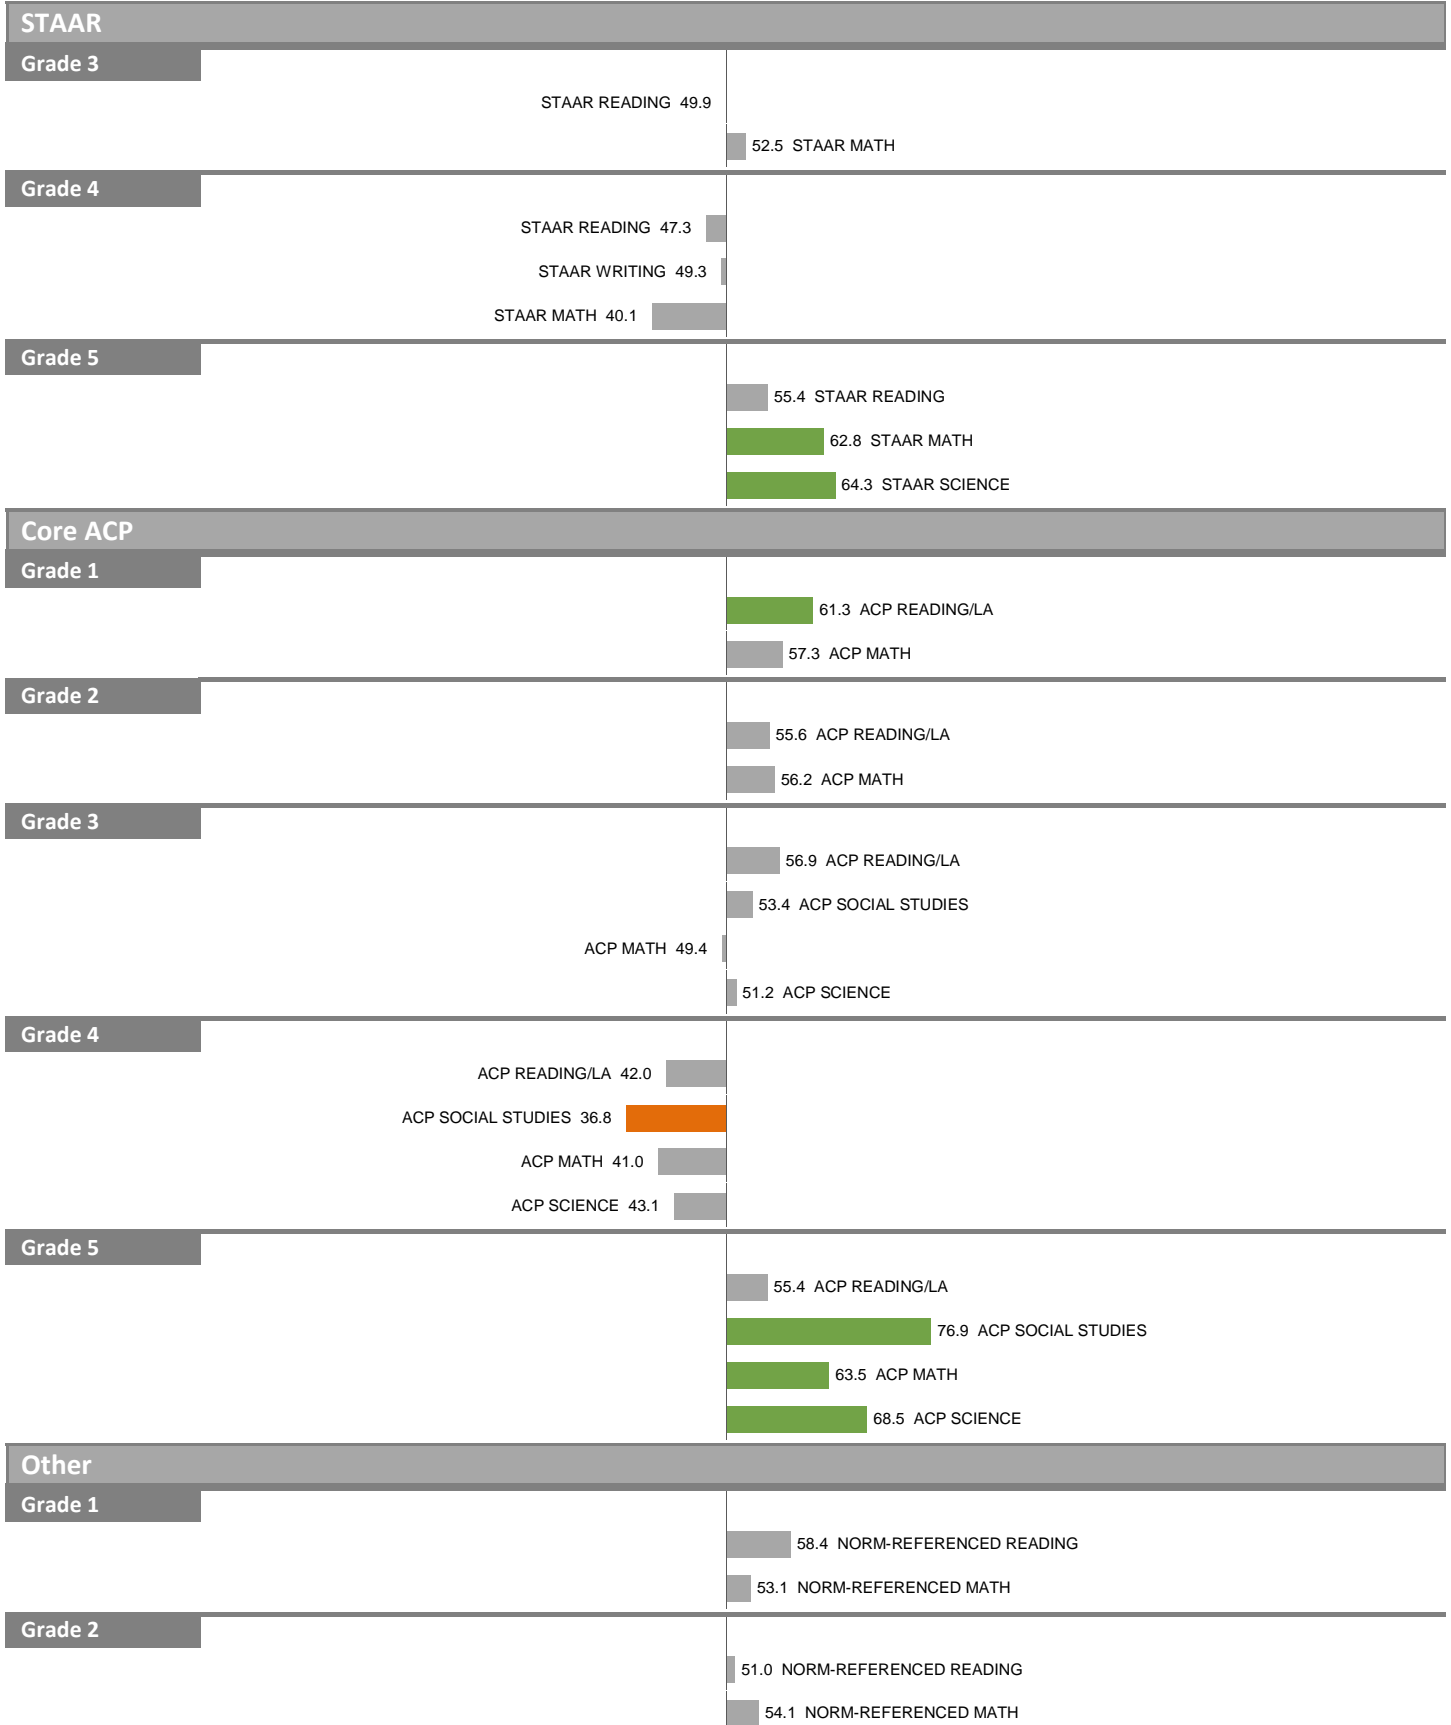 STAAR
Grade 3
STAAR READING 49.9
52.5 STAAR MATH
Grade 4
STAAR READING 47.3
STAAR WRITING 49.3
STAAR MATH 40.1
Grade 5
55.4 STAAR READING
62.8 STAAR MATH
64.3 STAAR SCIENCE
Core ACP
Grade 1
61.3 ACP READING/LA
57.3 ACP MATH
Grade 2
55.6 ACP READING/LA
56.2 ACP MATH
Grade 3
56.9 ACP READING/LA
53.4 ACP SOCIAL STUDIES
ACP MATH 49.4
51.2 ACP SCIENCE
Grade 4
ACP READING/LA 42.0
ACP SOCIAL STUDIES 36.8
ACP MATH 41.0
ACP SCIENCE 43.1
Grade 5
55.4 ACP READING/LA
76.9 ACP SOCIAL STUDIES
63.5 ACP MATH
68.5 ACP SCIENCE
Other
Grade 1
58.4 NORM-REFERENCED READING
53.1 NORM-REFERENCED MATH
Grade 2
51.0 NORM-REFERENCED READING
54.1 NORM-REFERENCED MATH